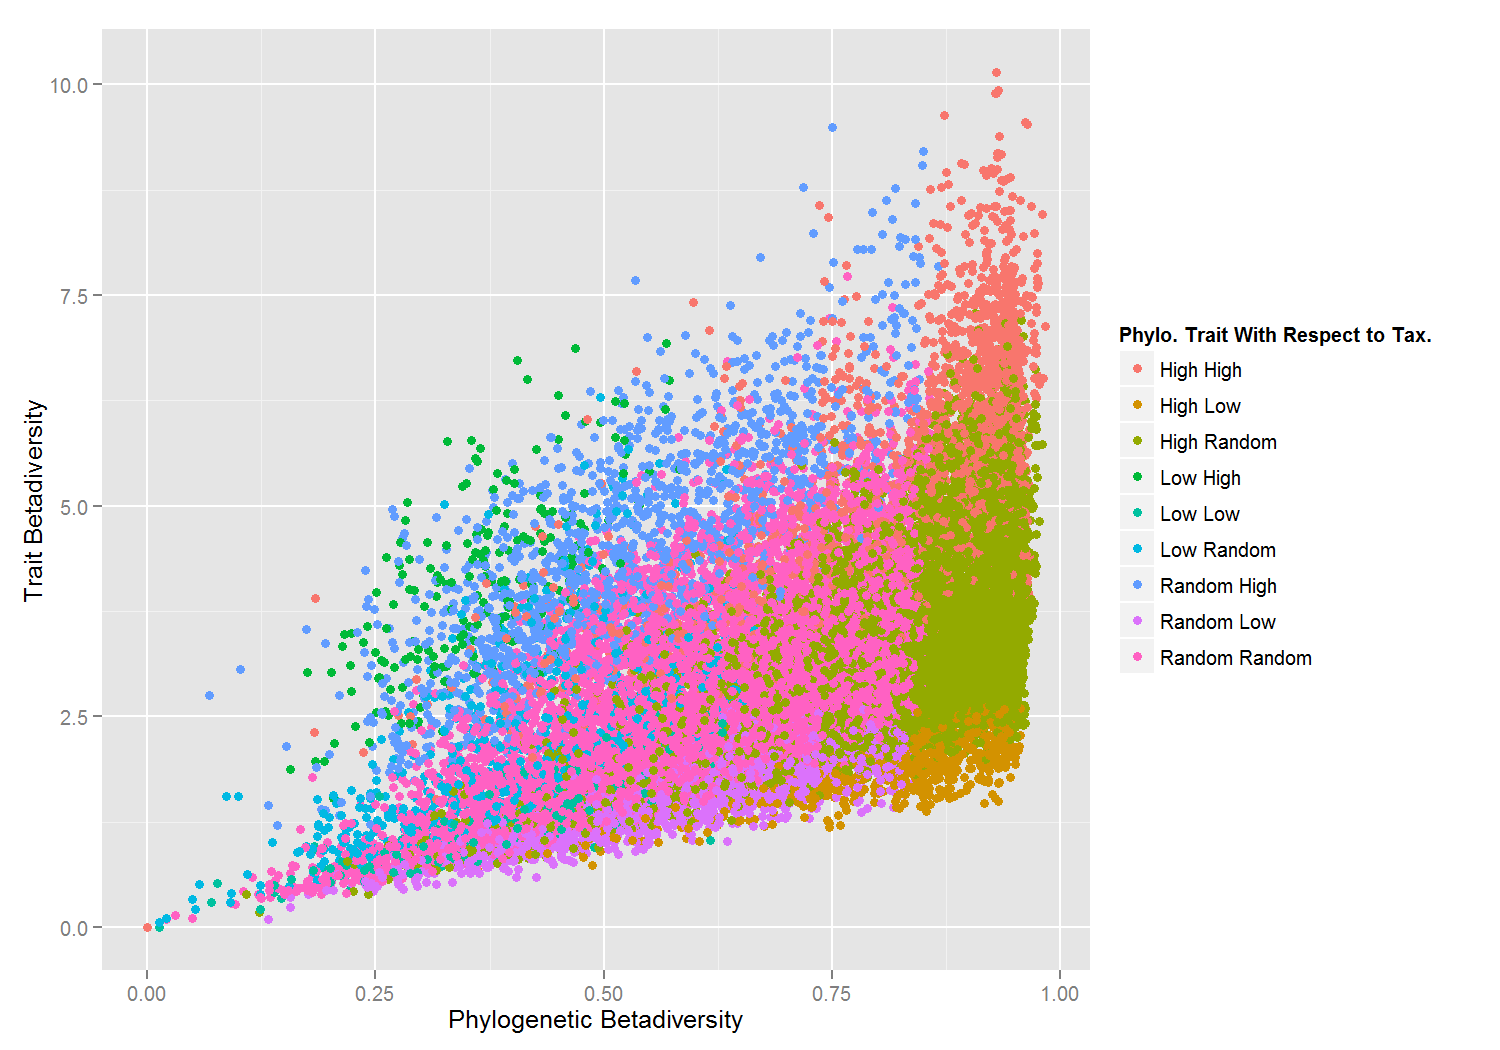 10.0
7.5
5.0
2.5
0.0
Trait Betadiversity
0.00 0.25 0.50 0.75 1.00
Phylogenetic Betadiversity
Phylo. Trait With Respect to Tax.
High High
High Low
High Random
Low High
Low Low
Low Random
Random High
Random Low
Random Random